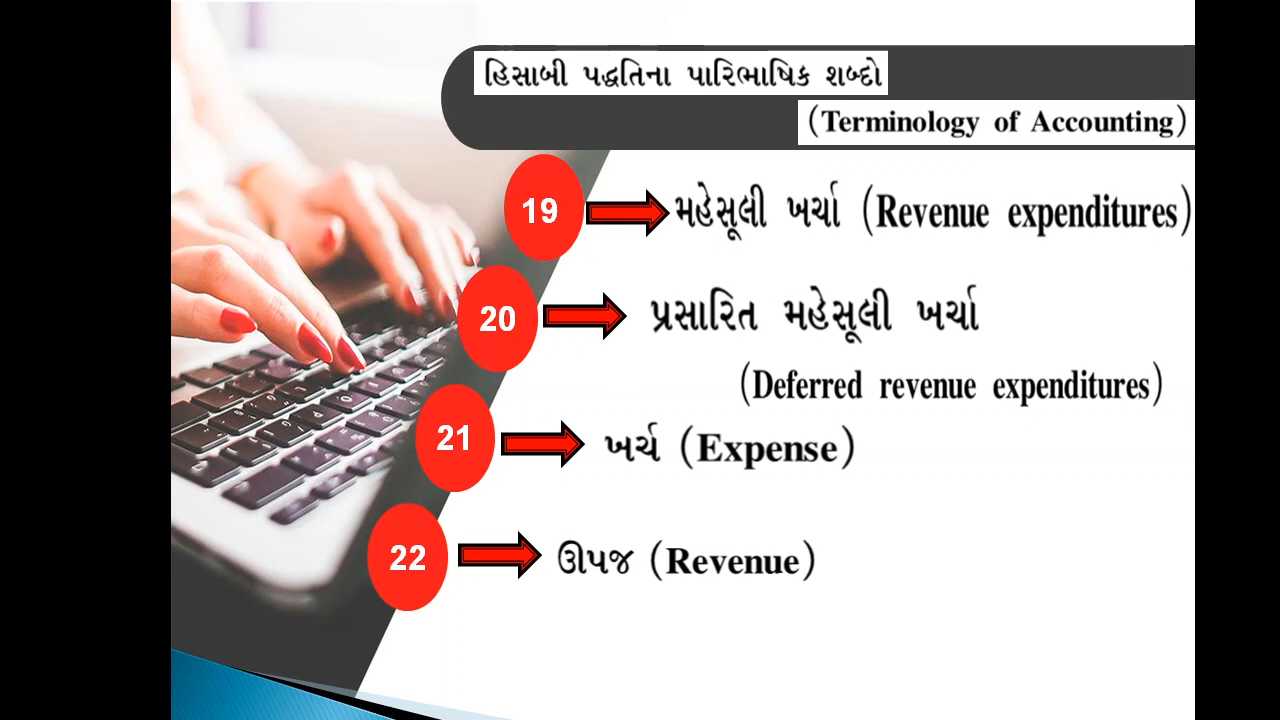 હિસાબી પદ્ધતિના પારિભાષિક શબ્દો
(Terminology of Accounting)
19 મહેસૂલી ખર્ચા (Revenue expenditures)
20 પ્રસારિત મહેસૂલી ખર્ચા
(Deferred revenue expenditures)
21 ખર્ચ (Expense)
22 ઊપજ (Revenue)